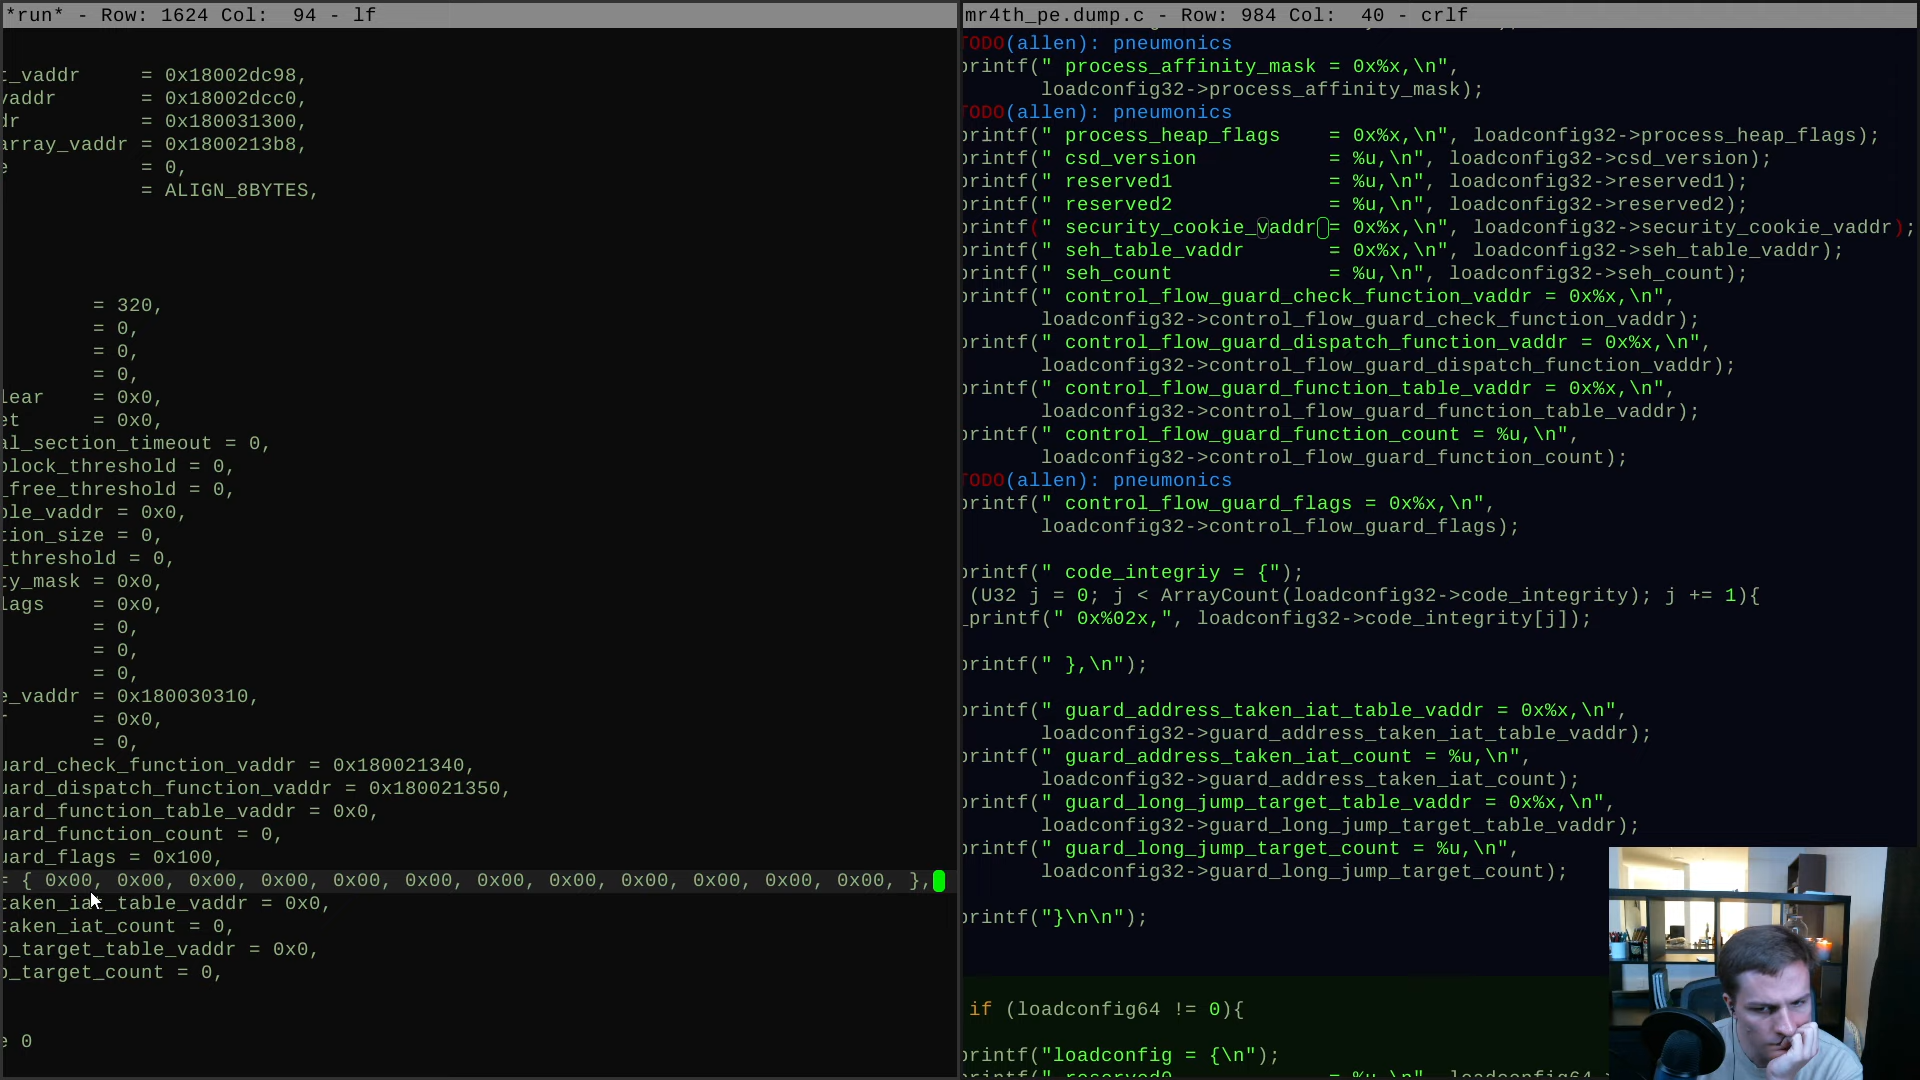 *run* - Row: 1624 Col:  94 - lf
t_vaddr     = 0x18002dc98,
vaddr       = 0x18002dcc0,
dr          = 0x180031300,
array_vaddr = 0x1800213b8,
e           = 0,
            = ALIGN_8BYTES,
= 320,
= 0,
= 0,
= 0,
lear    = 0x0,
et      = 0x0,
al_section_timeout = 0,
block_threshold = 0,
_free_threshold = 0,
ble_vaddr = 0x0,
tion_size = 0,
_threshold = 0,
ty_mask = 0x0,
lags    = 0x0,
= 0,
= 0,
= 0,
e_vaddr = 0x180030310,
r       = 0x0,
= 0,
uard_check_function_vaddr = 0x180021340,
uard_dispatch_function_vaddr = 0x180021350,
uard_function_table_vaddr = 0x0,
uard_function_count = 0,
uard_flags = 0x100,
= { 0x00, 0x00, 0x00, 0x00, 0x00, 0x00, 0x00, 0x00, 0x00, 0x00, 0x00, 0x00, },
taken_iat_table_vaddr = 0x0,
taken_iat_count = 0,
p_target_table_vaddr = 0x0,
p_target_count = 0,
e 0
mr4th_pe.dump.c - Row: 984 Col:  40 - crlf
TODO(allen): pneumonics
printf(" process_affinity_mask = 0x%x,\n",
loadconfig32->process_affinity_mask);
TODO(allen): pneumonics
printf(" process_heap_flags    = 0x%x,\n", loadconfig32->process_heap_flags);
printf(" csd_version           = %u,\n", loadconfig32->csd_version);
printf(" reserved1             = %u,\n", loadconfig32->reserved1);
printf(" reserved2             = %u,\n", loadconfig32->reserved2);
printf(" security_cookie_vaddr = 0x%x,\n", loadconfig32->security_cookie_vaddr);
printf(" seh_table_vaddr       = 0x%x,\n", loadconfig32->seh_table_vaddr);
printf(" seh_count             = %u,\n", loadconfig32->seh_count);
printf(" control_flow_guard_check_function_vaddr = 0x%x,\n",
loadconfig32->control_flow_guard_check_function_vaddr);
printf(" control_flow_guard_dispatch_function_vaddr = 0x%x,\n",
loadconfig32->control_flow_guard_dispatch_function_vaddr);
printf(" control_flow_guard_function_table_vaddr = 0x%x,\n",
loadconfig32->control_flow_guard_function_table_vaddr);
printf(" control_flow_guard_function_count = %u,\n",
loadconfig32->control_flow_guard_function_count);
TODO(allen): pneumonics
printf(" control_flow_guard_flags = 0x%x,\n",
loadconfig32->control_flow_guard_flags);
printf(" code_integriy = {");
(U32 j = 0; j < ArrayCount(loadconfig32->code_integrity); j += 1){
_printf(" 0x%02x,", loadconfig32->code_integrity[j]);
printf(" },\n");
printf(" guard_address_taken_iat_table_vaddr = 0x%x,\n",
loadconfig32->guard_address_taken_iat_table_vaddr);
printf(" guard_address_taken_iat_count = %u,\n",
loadconfig32->guard_address_taken_iat_count);
printf(" guard_long_jump_target_table_vaddr = 0x%x,\n",
loadconfig32->guard_long_jump_target_table_vaddr);
printf(" guard_long_jump_target_count = %u,\n",
loadconfig32->guard_long_jump_target_count);
printf("}\n\n");
if (loadconfig64 != 0){
printf("loadconfig = {\n");